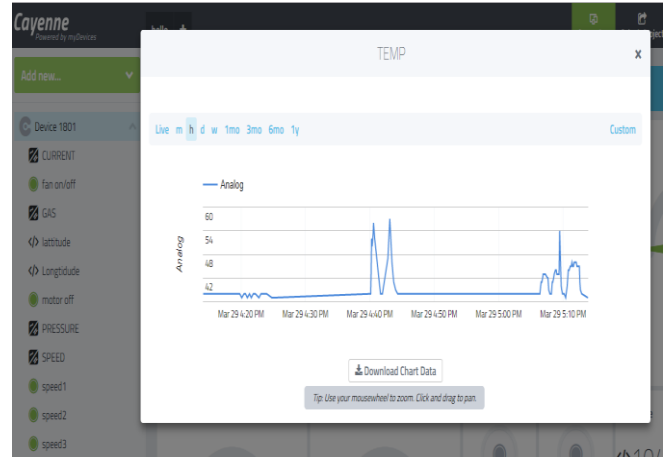 Cayenne
Powered by myDevices
Add new...
Device 1801
CURRENT
fan on/off
GAS
lattitude
Longtidude
motor off
PRESSURE
SPEED
speed1
speed2
speed3
TEMP
x
Live m h d w 1mo 3mo 6mo 1y
Custom
Analog
Analog
60
54
48
42
Mar 29 4:20 PM Mar 29 4:30 PM Mar 29 4:40 PM Mar 29 4:50 PM Mar 29 5:00 PM Mar 29 5:10 PM
Download Chart Data
Tip: Use your mousewheel to zoom. Click and drag to pan.